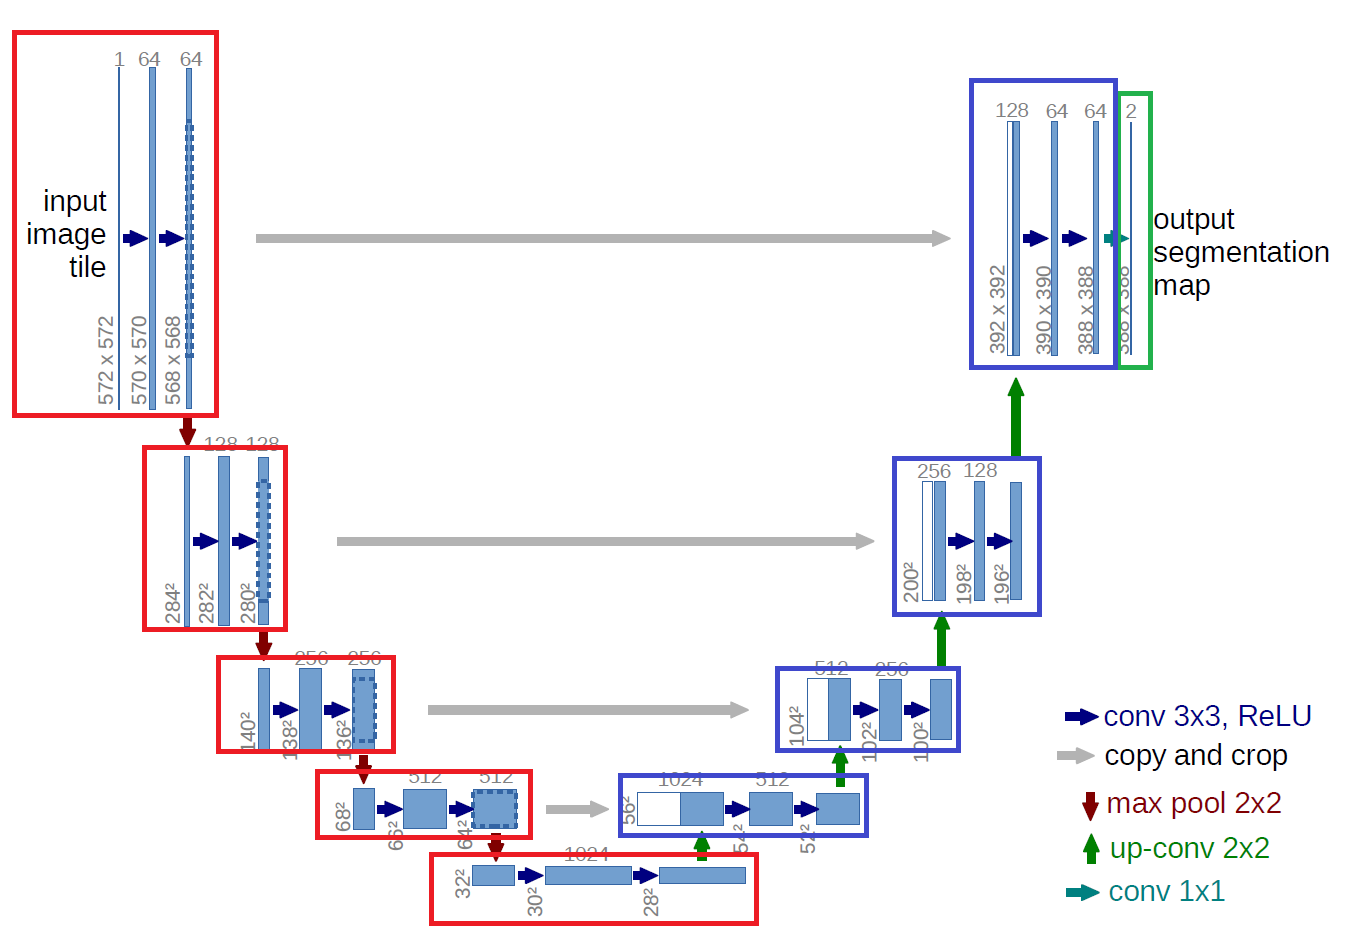 1 64 64
input
image
tile
572 x 572
570 x 570
568 x 568
128 64 64 2
392 x 392
390 x 390
388 x 388
388 x 388
output
segmentation
map
128 128
284²
282²
280²
256 128
200²
198²
196²
256 256
140²
138²
136²
512 256
104²
102²
100²
512 512
68²
66²
64²
1024 512
56²
54²
52²
1024
32²
30²
28²
conv 3x3, ReLU
copy and crop
max pool 2x2
up-conv 2x2
conv 1x1